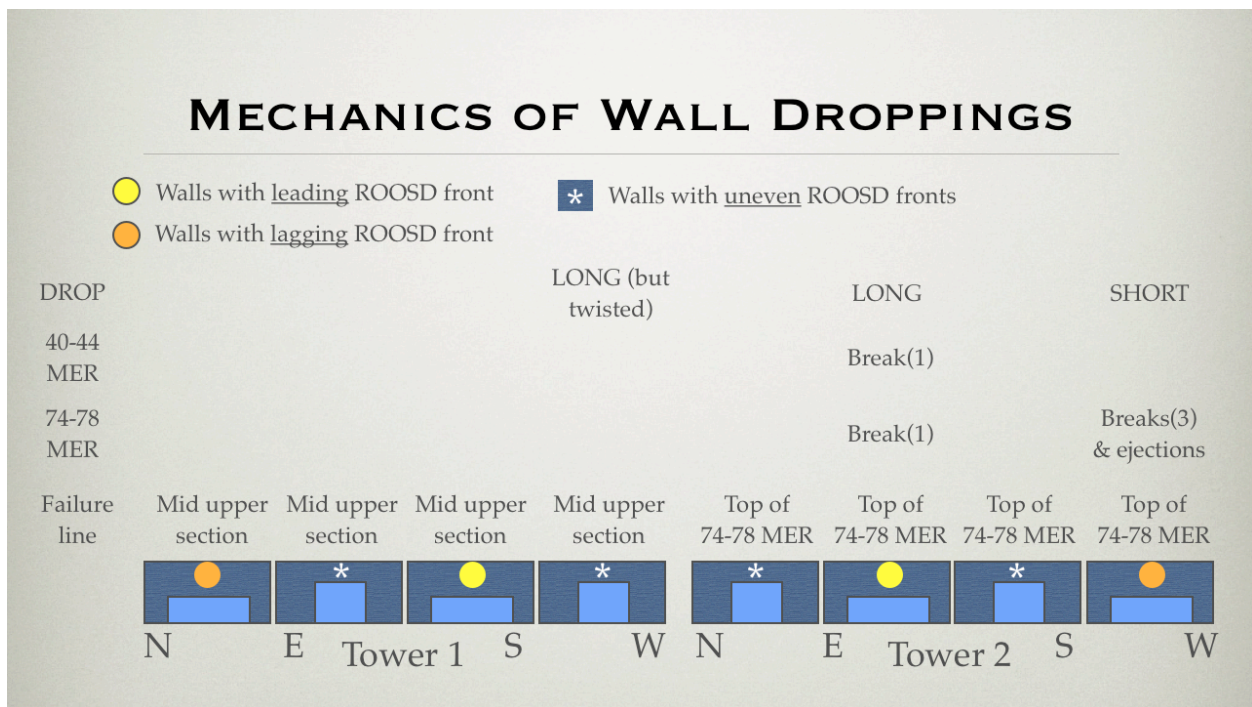 MECHANICS OF WALL DROPPINGS
Walls with leading ROOSD front
* Walls with uneven ROOSD fronts
Walls with lagging ROOSD front
DROP
LONG (but
twisted)
LONG
SHORT
40-44
MER
Break(1)
74-78
MER
Break(1)
Breaks(3)
& ejections
Failure
line
Mid upper
section
Mid upper
section
Mid upper
section
Mid upper
section
Top of
74-78 MER
Top of
74-78 MER
Top of
74-78 MER
Top of
74-78 MER
* * * *
N E S W N E S W
Tower 1 Tower 2